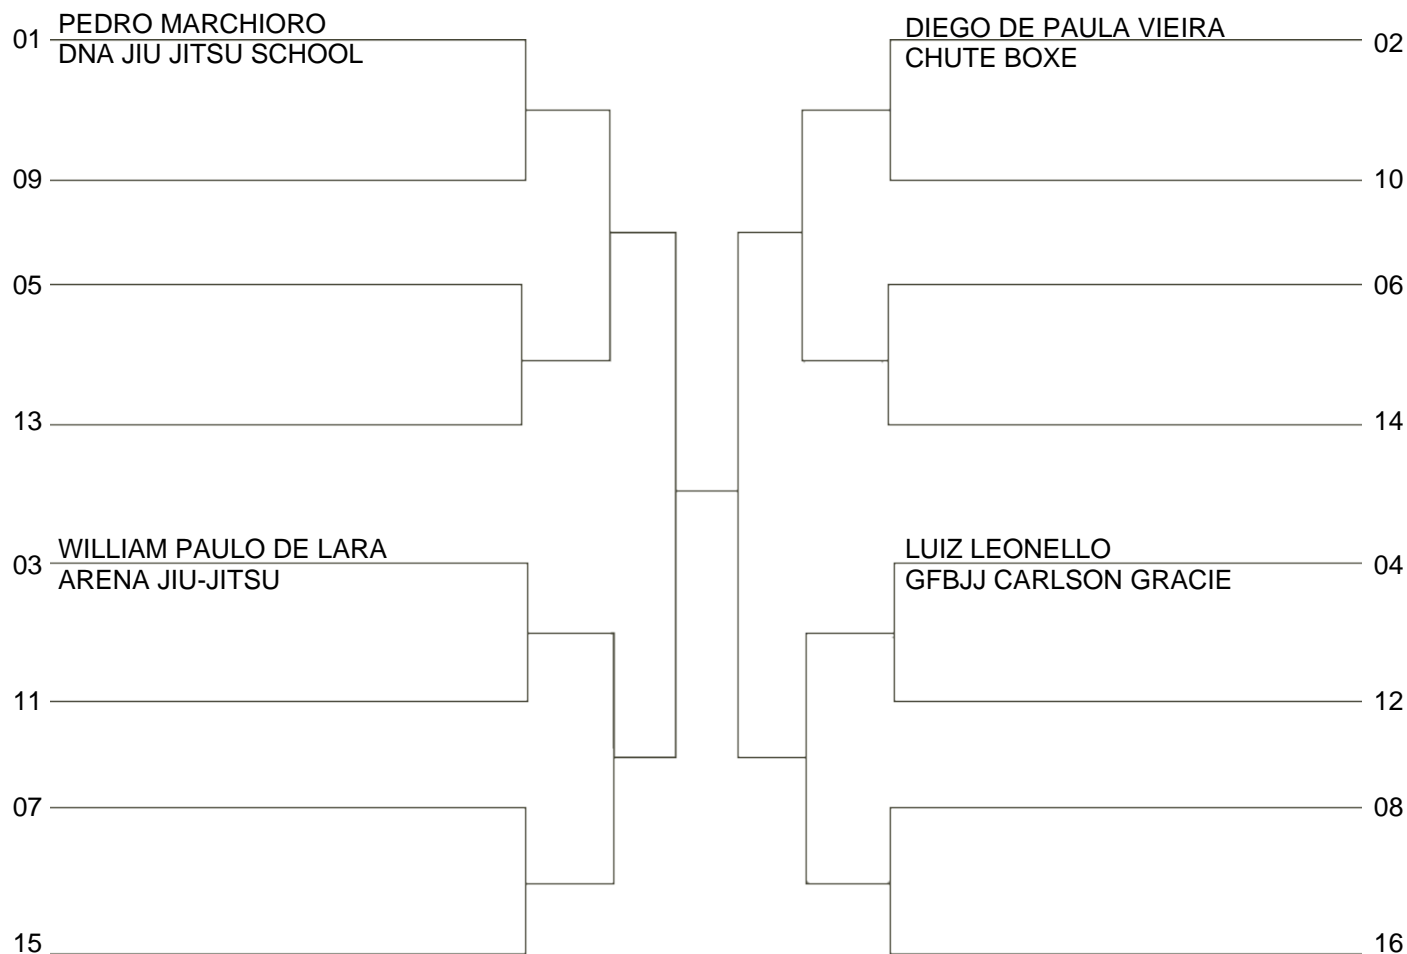 01
PEDRO MARCHIORO
DNA JIU JITSU SCHOOL
09
05
13
03
WILLIAM PAULO DE LARA
ARENA JIU-JITSU
11
07
15
DIEGO DE PAULA VIEIRA
CHUTE BOXE
02
10
06
14
LUIZ LEONELLO
GFBJJ CARLSON GRACIE
04
12
08
16